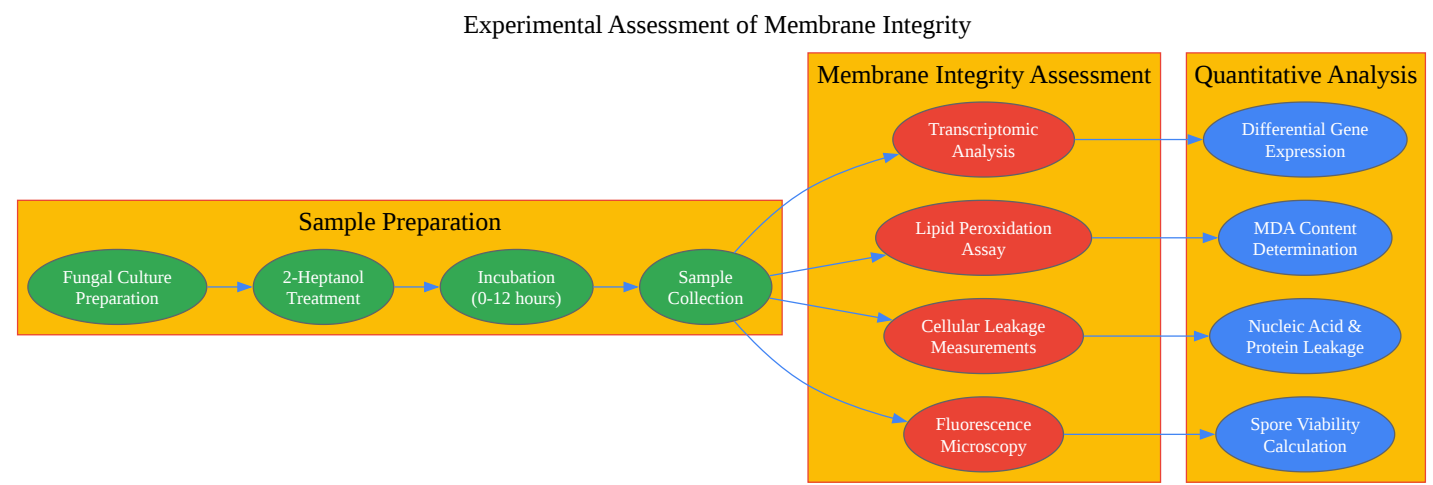 Experimental Assessment of Membrane Integrity
Sample Preparation
Fungal Culture
Preparation
2-Heptanol
Treatment
Incubation
(0-12 hours)
Sample
Collection
Membrane Integrity Assessment
Transcriptomic
Analysis
Lipid Peroxidation
Assay
Cellular Leakage
Measurements
Fluorescence
Microscopy
Quantitative Analysis
Differential Gene
Expression
MDA Content
Determination
Nucleic Acid &
Protein Leakage
Spore Viability
Calculation